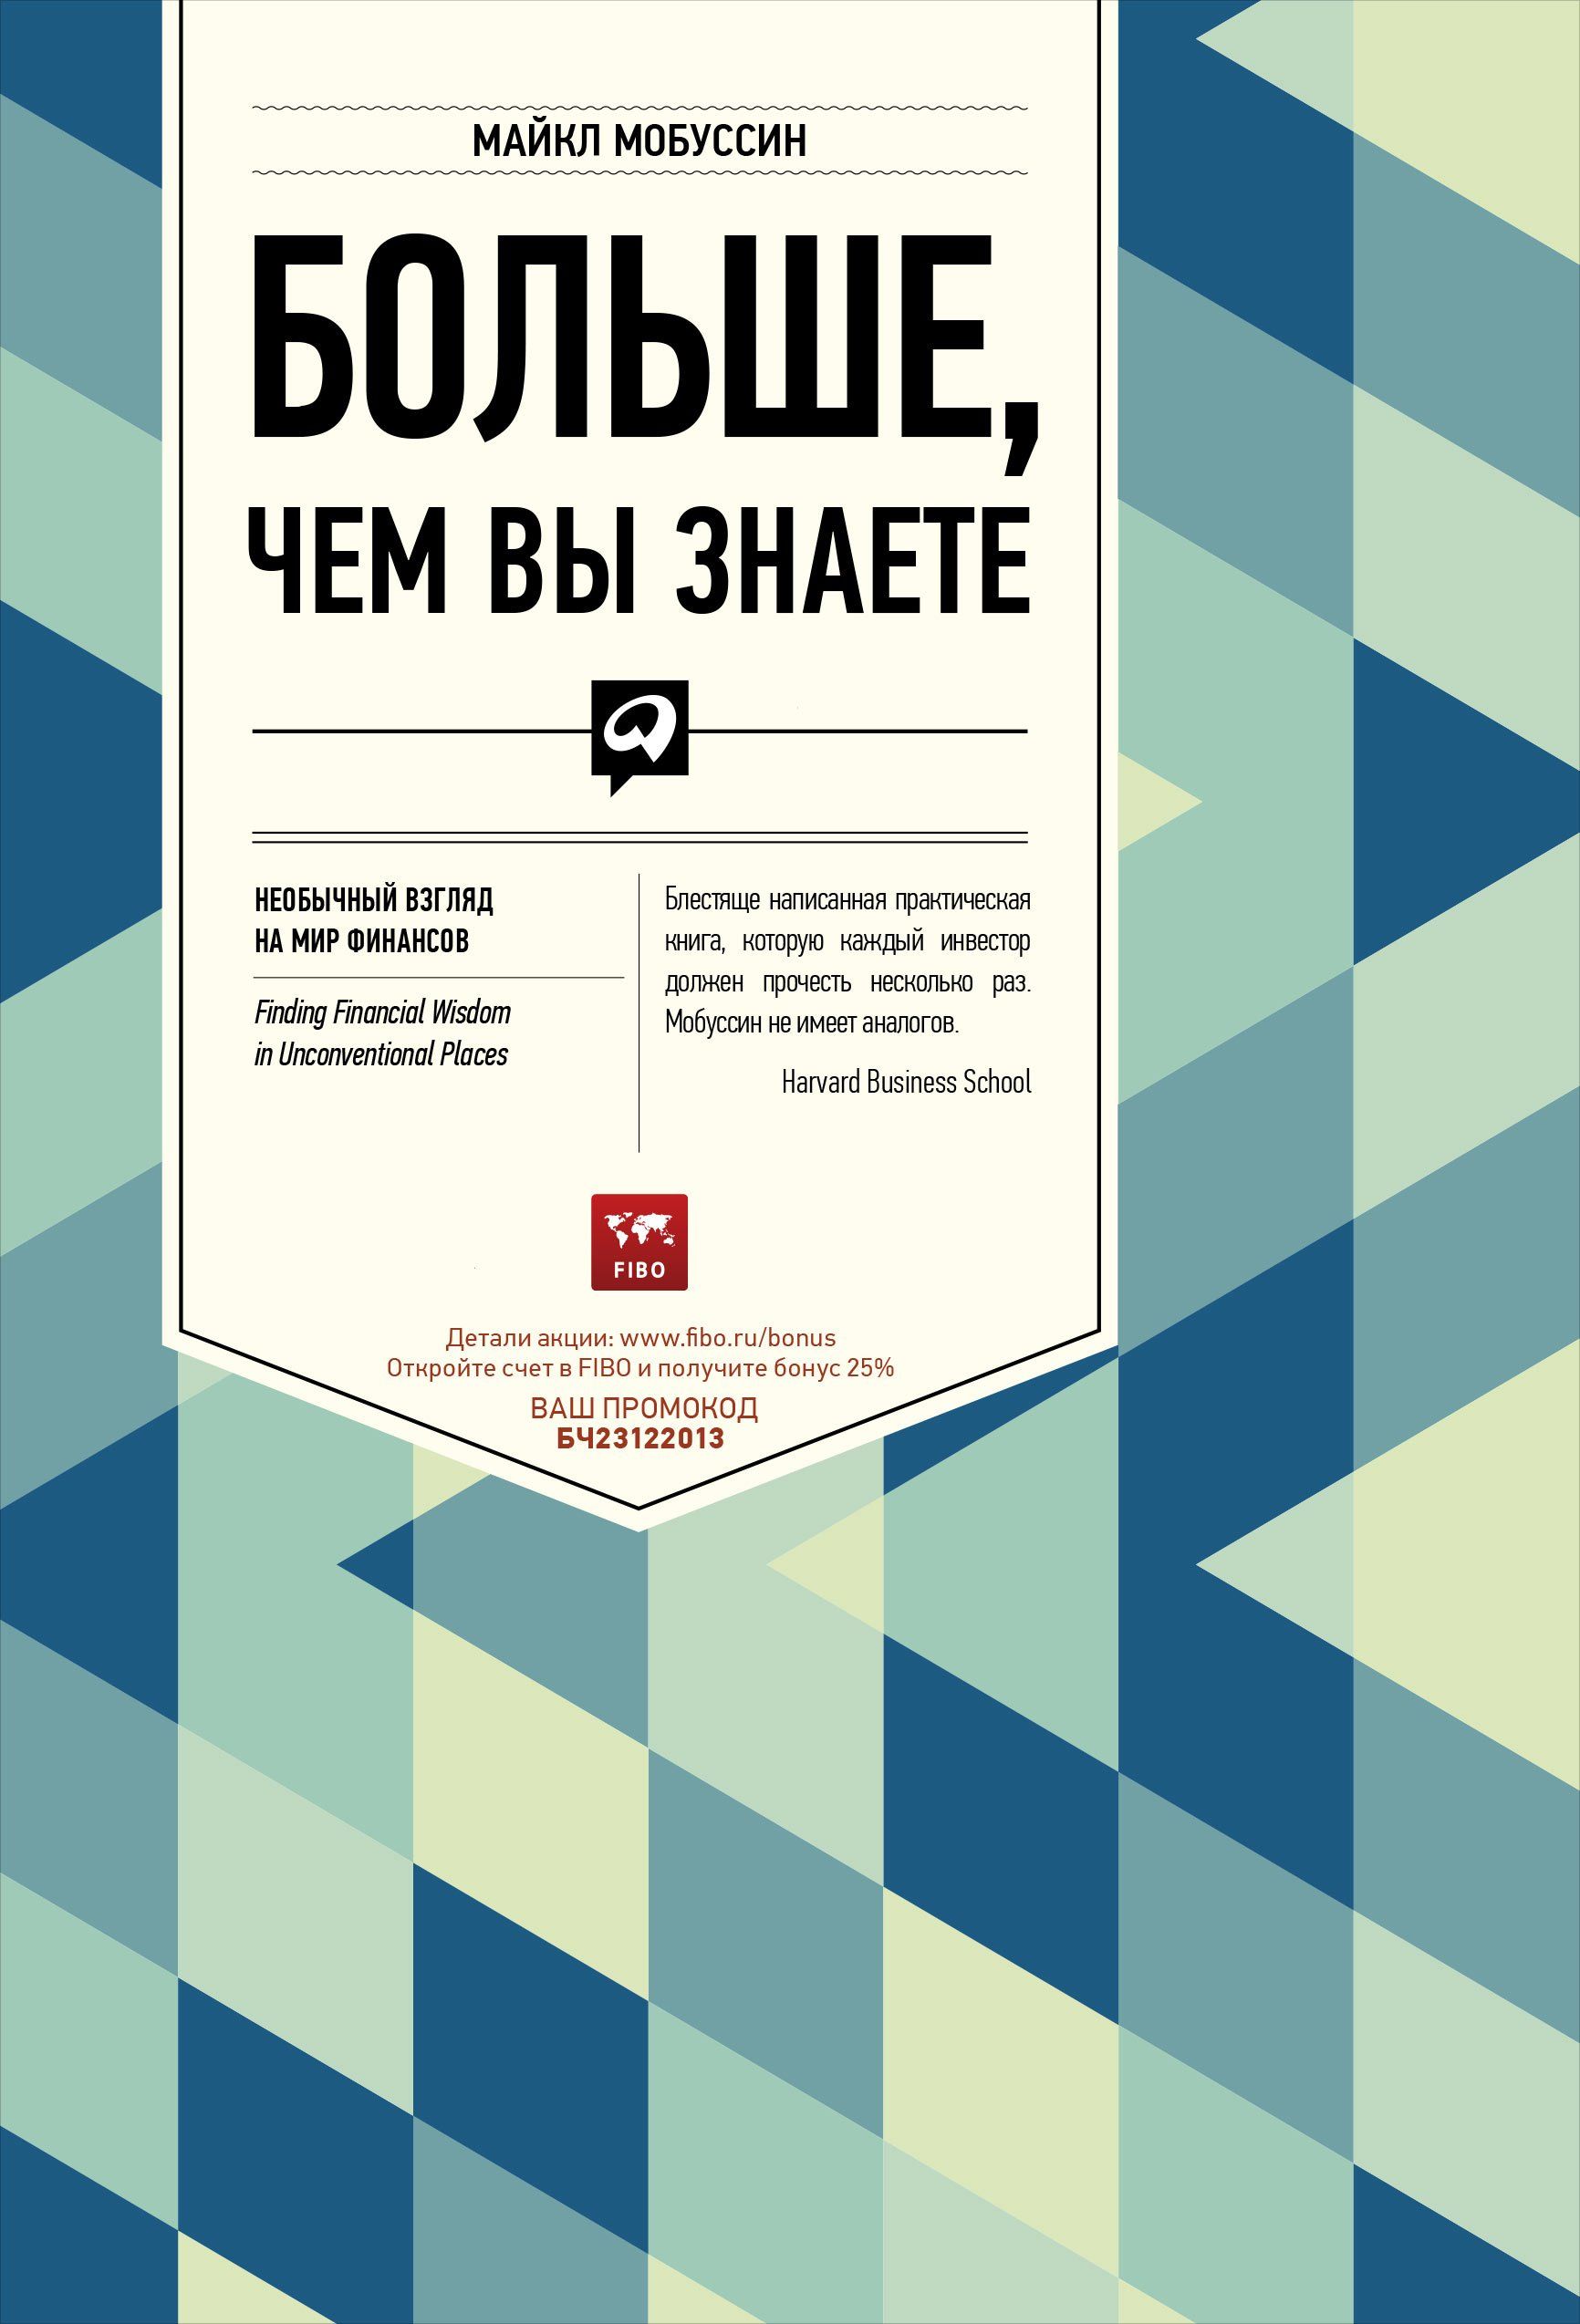 МАЙКЛ МОБУССИН
БОЛЬШЕ,
ЧЕМ ВЫ ЗНАЕТЕ
НЕОБЫЧНЫЙ ВЗГЛЯД
НА МИР ФИНАНСОВ
Finding Financial Wisdom
in Unconventional Places
Блестяще написанная практическая
книга, которую каждый инвестор
должен прочесть несколько раз.
Мобуссин не имеет аналогов.
Harvard Business School
FIBO
Детали акции: www.fibo.ru/bonus
Откройте счет в FIBO и получите бонус 25%
ВАШ ПРОМОКОД
БЧ23122013